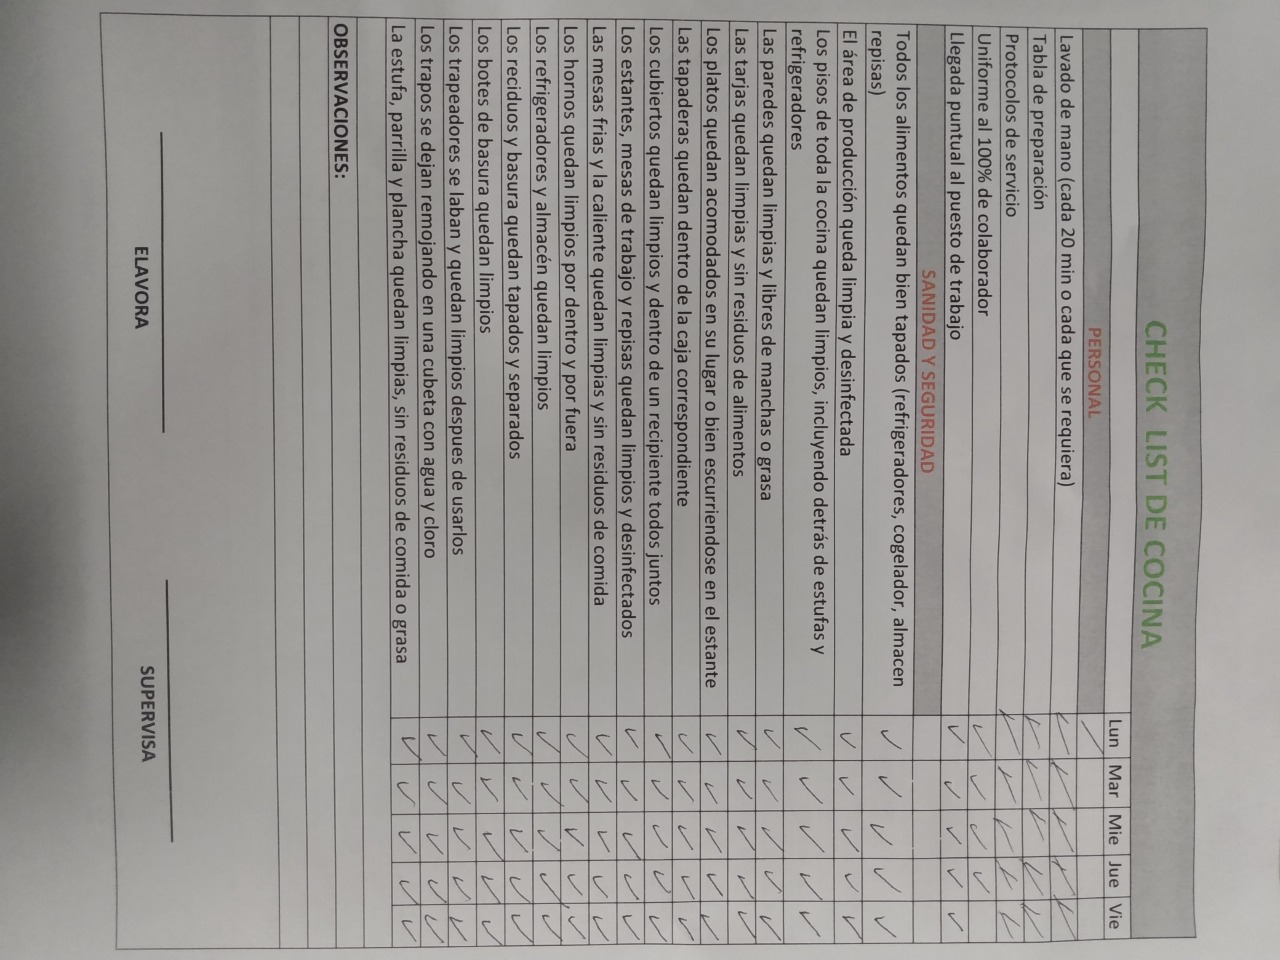 CHECK LIST DE COCINA
Lun Mar Mie Jue Vie
PERSONAL
Lavado de mano (cada 20 min o cada que se requiera)
Tabla de preparación
Protocolos de servicio
Uniforme al 100% de colaborador
Llegada puntual al puesto de trabajo
SANIDAD Y SEGURIDAD
Todos los alimentos quedan bien tapados (refrigeradores, cogelador, almacen
repisas)
El área de producción queda limpia y desinfectada
Los pisos de toda la cocina quedan limpios, incluyendo detrás de estufas y
refrigeradores
Las paredes quedan limpias y libres de manchas o grasa
Las tarjas quedan limpias y sin residuos de alimentos
Los platos quedan acomodados en su lugar o bien escurriendose en el estante
Las tapaderas quedan dentro de la caja correspondiente
Los cubiertos quedan limpios y dentro de un recipiente todos juntos
Los estantes, mesas de trabajo y repisas quedan limpios y desinfectados
Las mesas frias y la caliente quedan limpias y sin residuos de comida
Los hornos quedan limpios por dentro y por fuera
Los refrigeradores y almacén quedan limpios
Los reciduos y basura quedan tapados y separados
Los botes de basura quedan limpios
Los trapeadores se laban y quedan limpios despues de usarlos
Los trapos se dejan remojando en una cubeta con agua y cloro
La estufa, parrilla y plancha quedan limpias, sin residuos de comida o grasa
OBSERVACIONES:
ELAVORA SUPERVISA